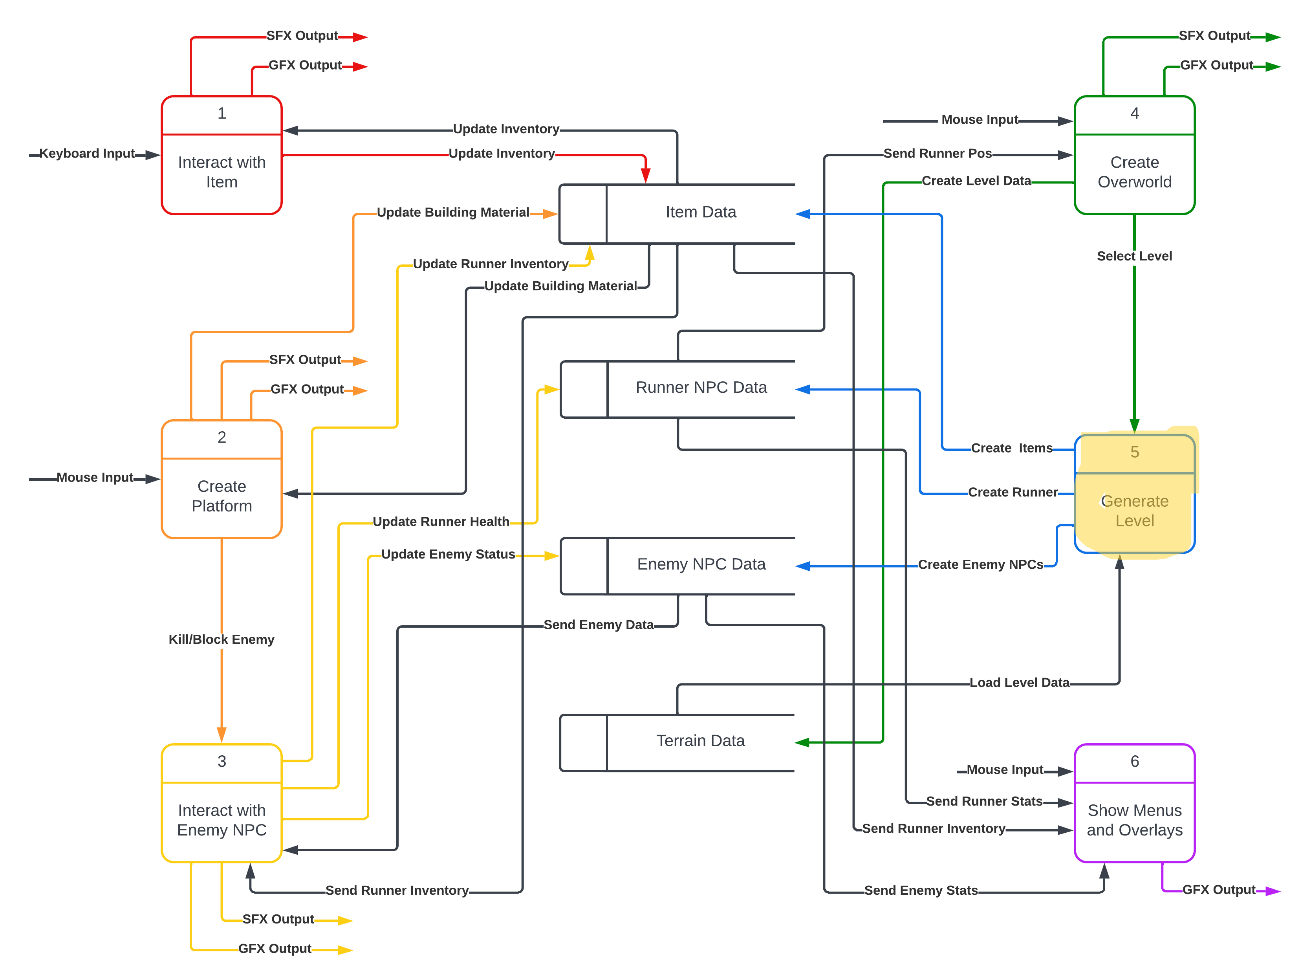 SFX Output
GFX Output
1
Keyboard Input
Interact with
Item
Update Inventory
Update Inventory
Item Data
Update Building Material
Update Runner Inventory
Update Building Material
SFX Output
GFX Output
4
Mouse Input
Send Runner Pos
Create Level Data
Create
Overworld
Select Level
SFX Output
GFX Output
2
Mouse Input
Create
Platform
Runner NPC Data
Create  Items
Create Runner
Create Enemy NPCs
5
Generate
Level
Update Runner Health
Update Enemy Status
Enemy NPC Data
Send Enemy Data
Kill/Block Enemy
Load Level Data
Terrain Data
3
Interact with
Enemy NPC
Send Runner Inventory
SFX Output
GFX Output
6
Mouse Input
Send Runner Stats
Send Runner Inventory
Show Menus
and Overlays
Send Enemy Stats
GFX Output